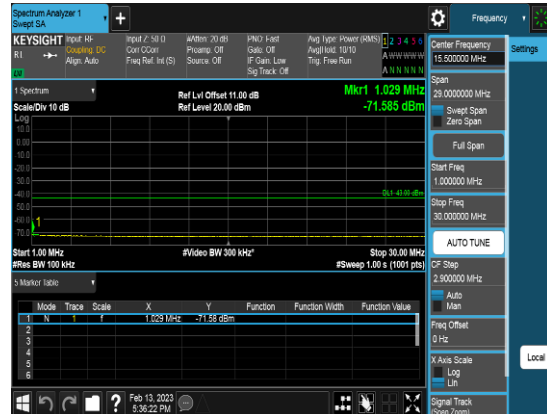 Spectrum Analyzer 1
Swept SA
+
Frequency
KEYSIGHT
R1
LXI
Input: RF
Coupling: DC
Align: Auto
Input Z: 50 Ω
Corr CCorr
Freq Ref: Int (S)
#Atten: 20 dB
Preamp: Off
Source: Off
PNO: Fast
Gate: Off
IF Gain: Low
Sig Track: Off
Avg Type: Power (RMS)
Avg|Hold: 10/10
Trig: Free Run
1 2 3 4 5 6
A W W W W W
A N N N N N
Center Frequency
15.500000 MHz
Settings
1 Spectrum
Scale/Div 10 dB
Ref Lvl Offset 11.00 dB
Ref Level 20.00 dBm
Mkr1 1.029 MHz
-71.585 dBm
Span
29.0000000 MHz
Swept Span
Zero Span
Full Span
Log
10.0
0.00
-10.0
-20.0
-30.0
-40.0
-50.0
-60.0
-70.0
DL1 -43.00 dBm
1
Start Freq
1.000000 MHz
Stop Freq
30.000000 MHz
AUTO TUNE
Start 1.00 MHz
#Res BW 100 kHz
#Video BW 300 kHz*
Stop 30.00 MHz
#Sweep 1.00 s (1001 pts)
CF Step
2.900000 MHz
Auto
Man
5 Marker Table
Mode Trace Scale X Y Function Function Width Function Value
1 N 1 f 1.029 MHz -71.58 dBm
2
3
4
5
6
Freq Offset
0 Hz
X Axis Scale
Log
Lin
Local
Signal Track
(Span Zoom)
?
Feb 13, 2023
5:36:22 PM